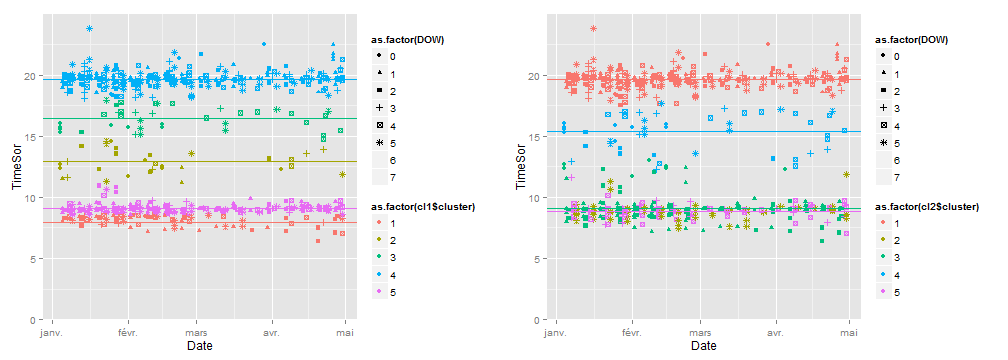 TimeSor
20
15
10
5
0
janv.
févr.
mars
avr.
mai
Date
as.factor(DOW)
0
1
2
3
4
5
6
7
as.factor(cl1$cluster)
1
2
3
4
5
TimeSor
20
15
10
5
0
janv.
févr.
mars
avr.
mai
Date
as.factor(DOW)
0
1
2
3
4
5
6
7
as.factor(cl2$cluster)
1
2
3
4
5